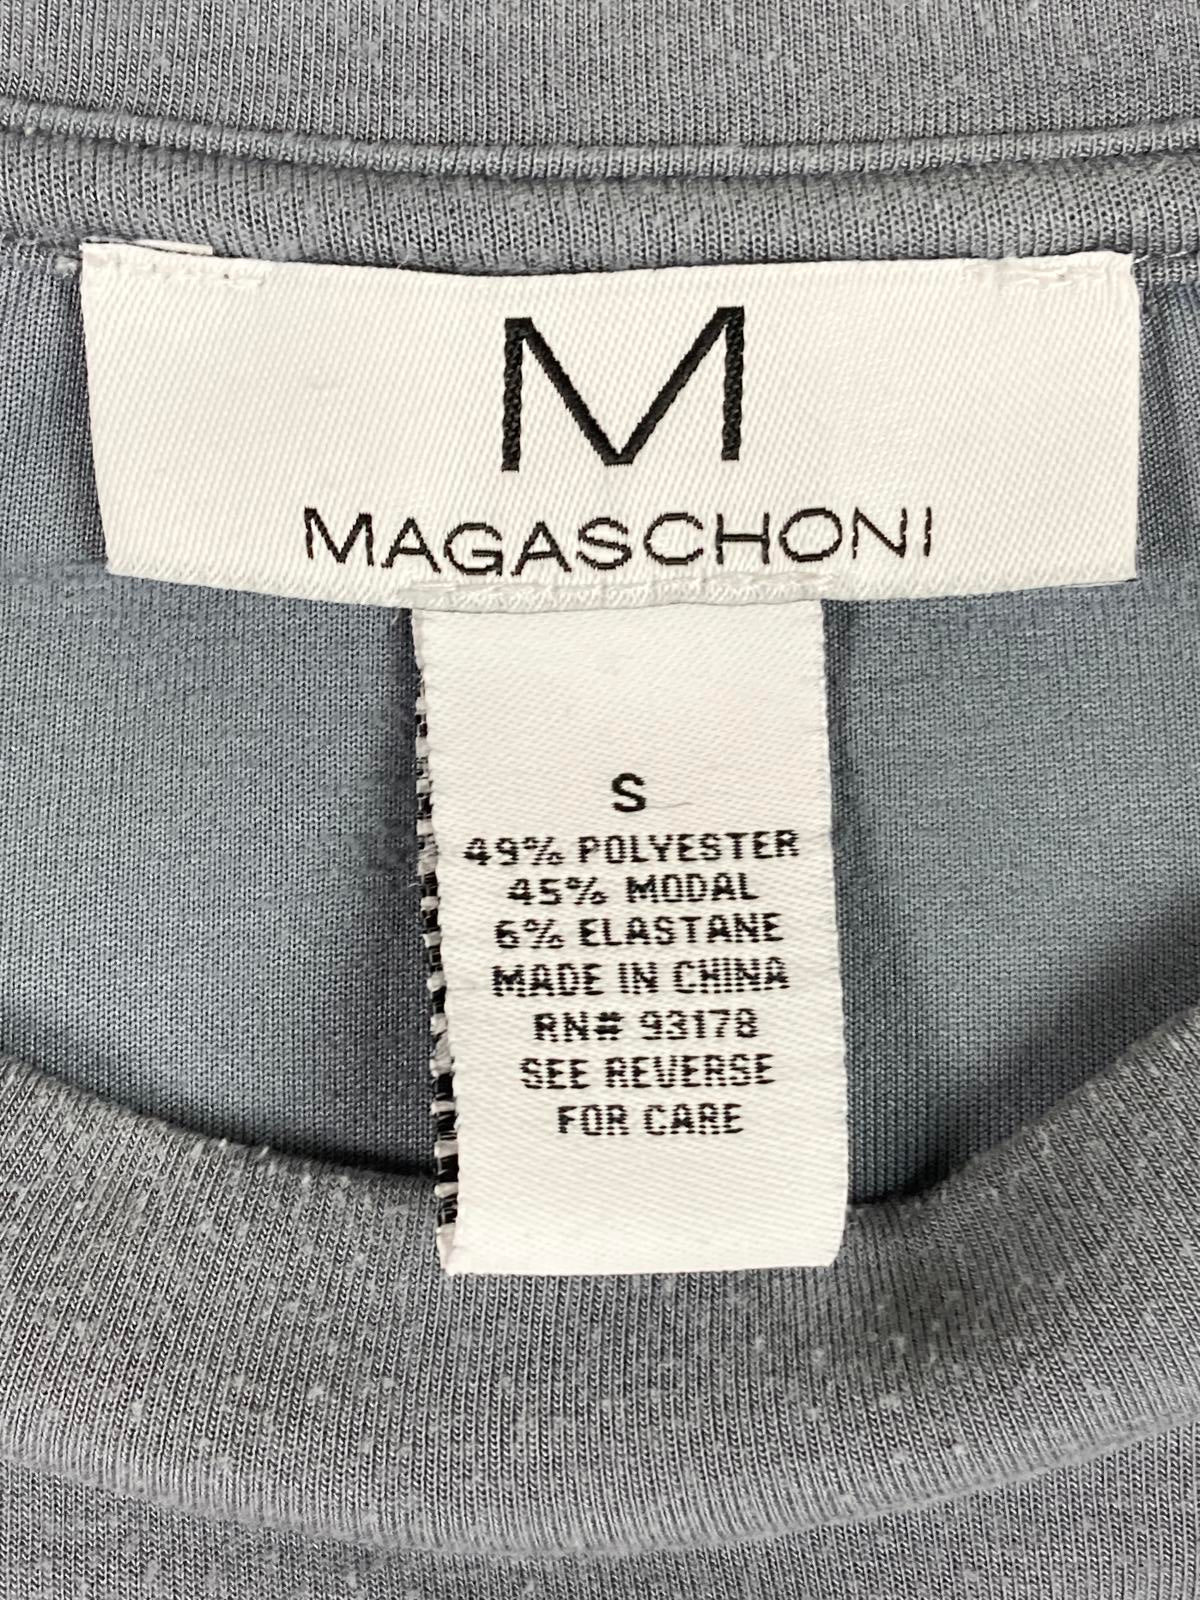 M
MAGASCHONI
S
49% POLYESTER
45% MODAL
6% ELASTANE
MADE IN CHINA
RN# 93178
SEE REVERSE
FOR CARE